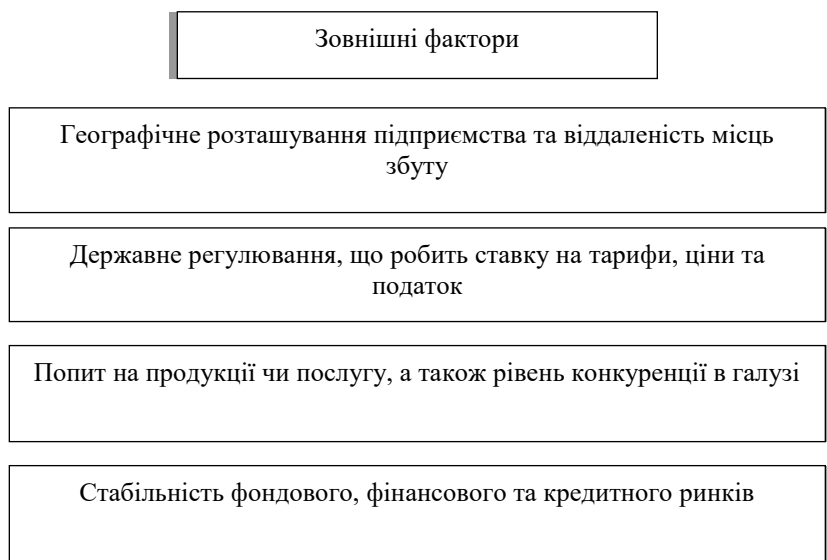 Зовнішні фактори
Географічне розташування підприємства та віддаленість місць
збуту
Державне регулювання, що робить ставку на тарифи, ціни та
податок
Попит на продукції чи послугу, а також рівень конкуренції в галузі
Стабільність фондового, фінансового та кредитного ринків